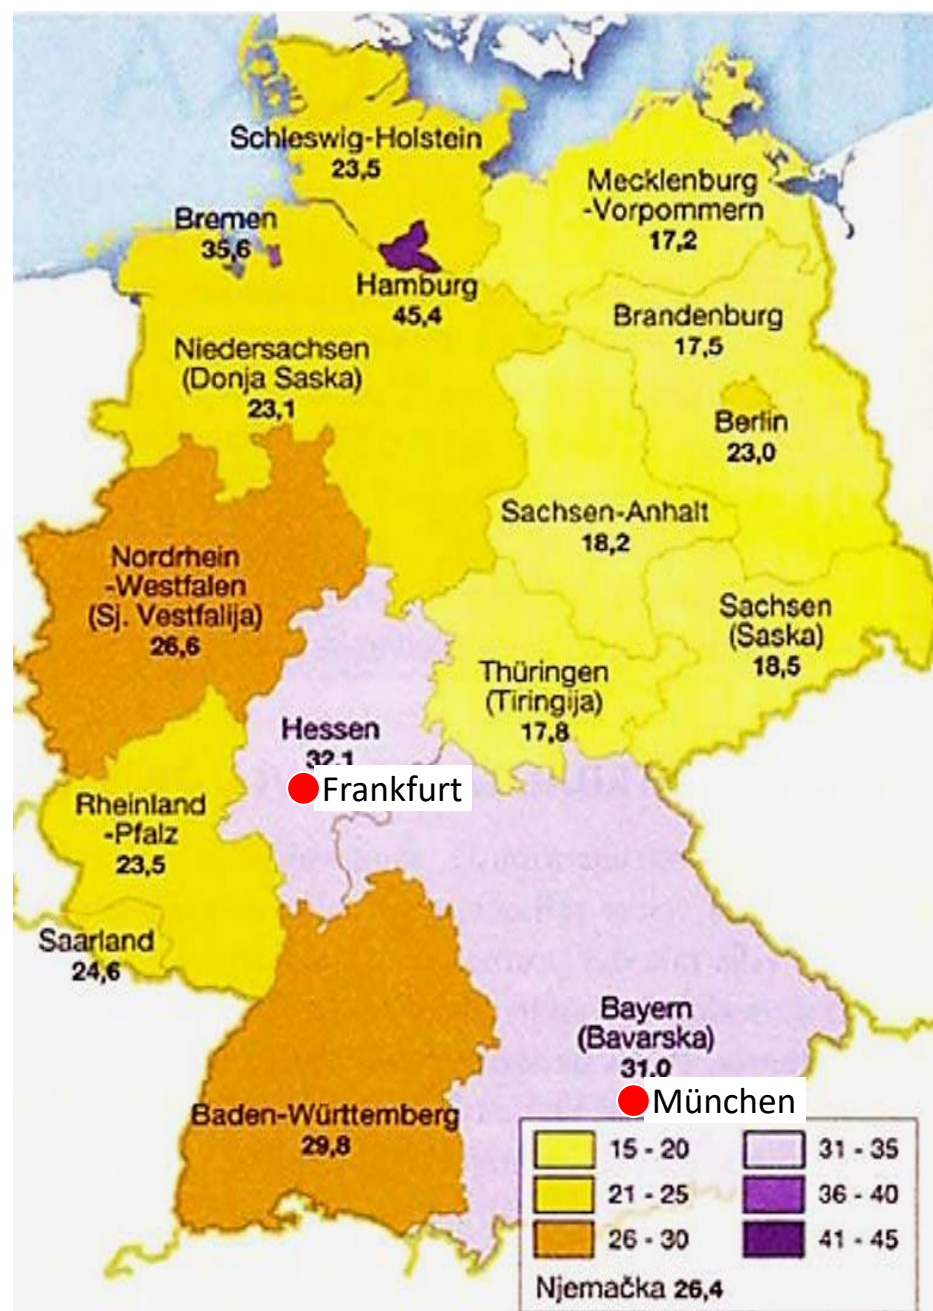 Schleswig-Holstein
23,5
Mecklenburg
-Vorpommern
17,2
Bremen
35,6
Hamburg
45,4
Brandenburg
17,5
Niedersachsen
(Donja Saska)
23,1
Berlin
23,0
Sachsen-Anhalt
18,2
Nordrhein
-Westfalen
(Sj. Vestfalija)
26,6
Sachsen
(Saska)
18,5
Thüringen
(Tiringija)
17,8
Hessen
32,1
Frankfurt
Rheinland
-Pfalz
23,5
Saarland
24,6
Bayern
(Bavarska)
31,0
München
Baden-Württemberg
29,8
15 - 20
31 - 35
21 - 25
36 - 40
26 - 30
41 - 45
Njemačka 26,4